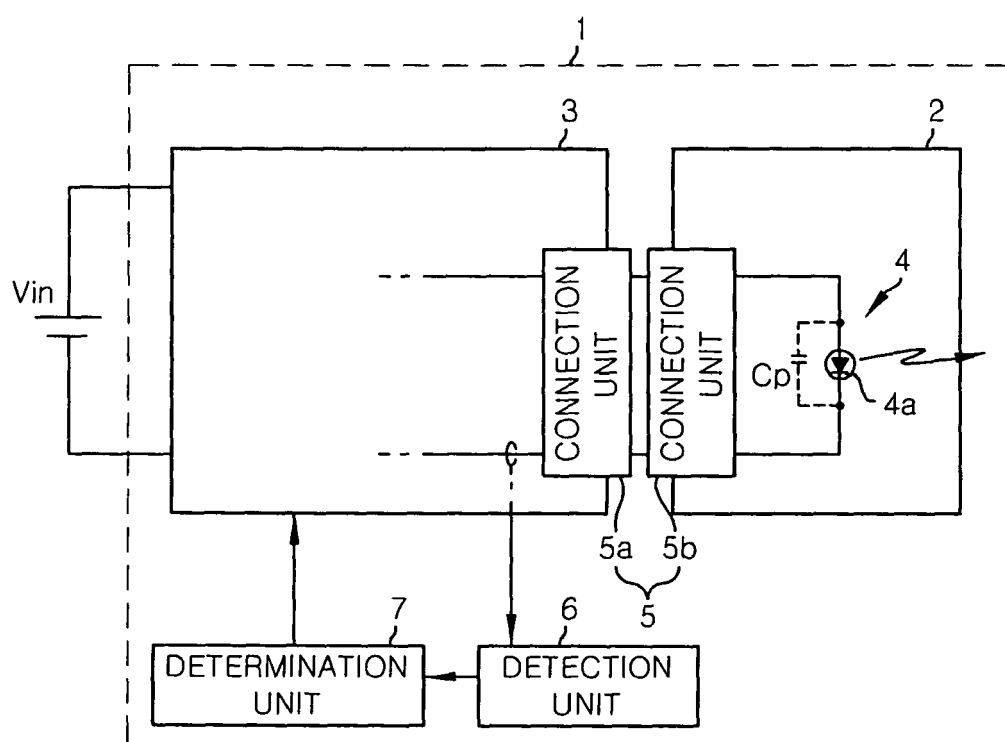 1
3
2
Vin
CONNECTION
UNIT
CONNECTION
UNIT
4
Cp
4a
5a
5b
5
7
6
DETERMINATION
UNIT
DETECTION
UNIT